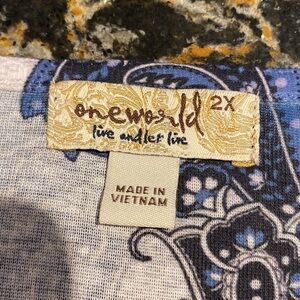 oneworld 2X
live and let live
MADE IN
VIETNAM